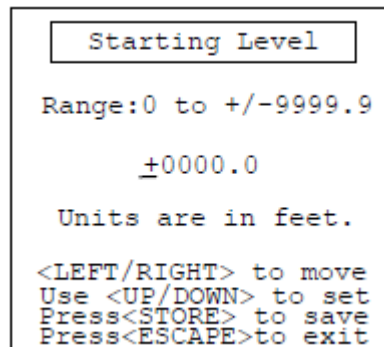 Starting Level
Range:0 to +/-9999.9
+0000.0
Units are in feet.
<LEFT/RIGHT> to move
Use <UP/DOWN> to set
Press<STORE> to save
Press<ESCAPE>to exit